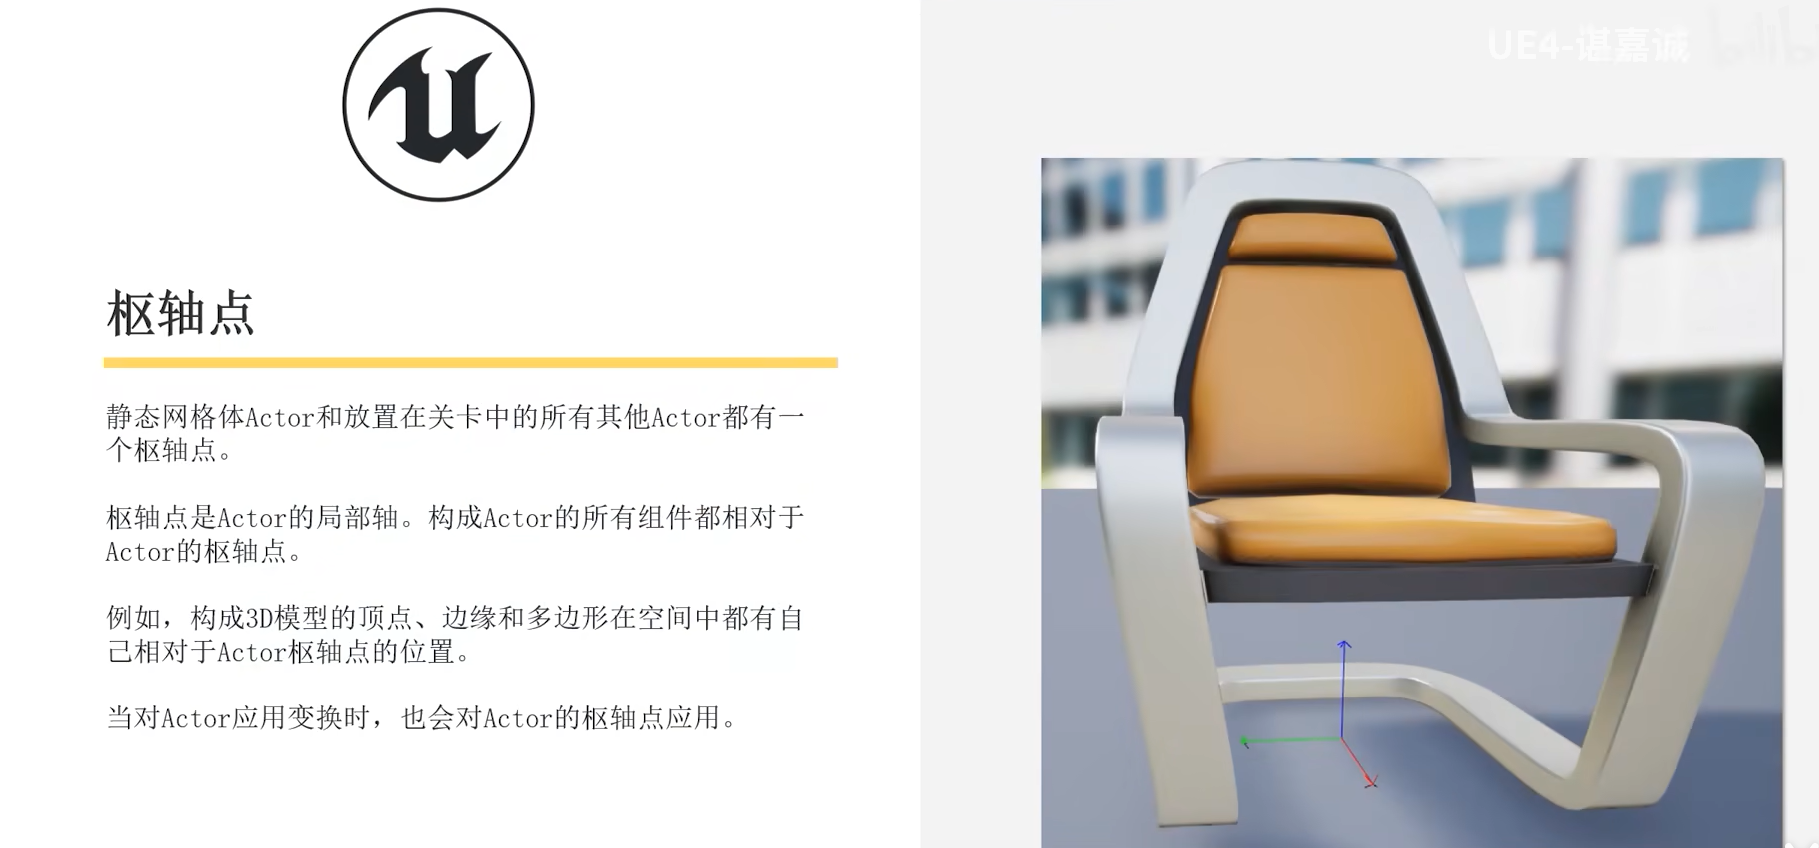 UE4-谌嘉诚
bilib
枢轴点
静态网格体Actor和放置在关卡中的所有其他Actor都有一
个枢轴点。
枢轴点是Actor的局部轴。构成Actor的所有组件都相对于
Actor的枢轴点。
例如，构成3D模型的顶点、边缘和多边形在空间中都有自
己相对于Actor枢轴点的位置。
当对Actor应用变换时，也会对Actor的枢轴点应用。